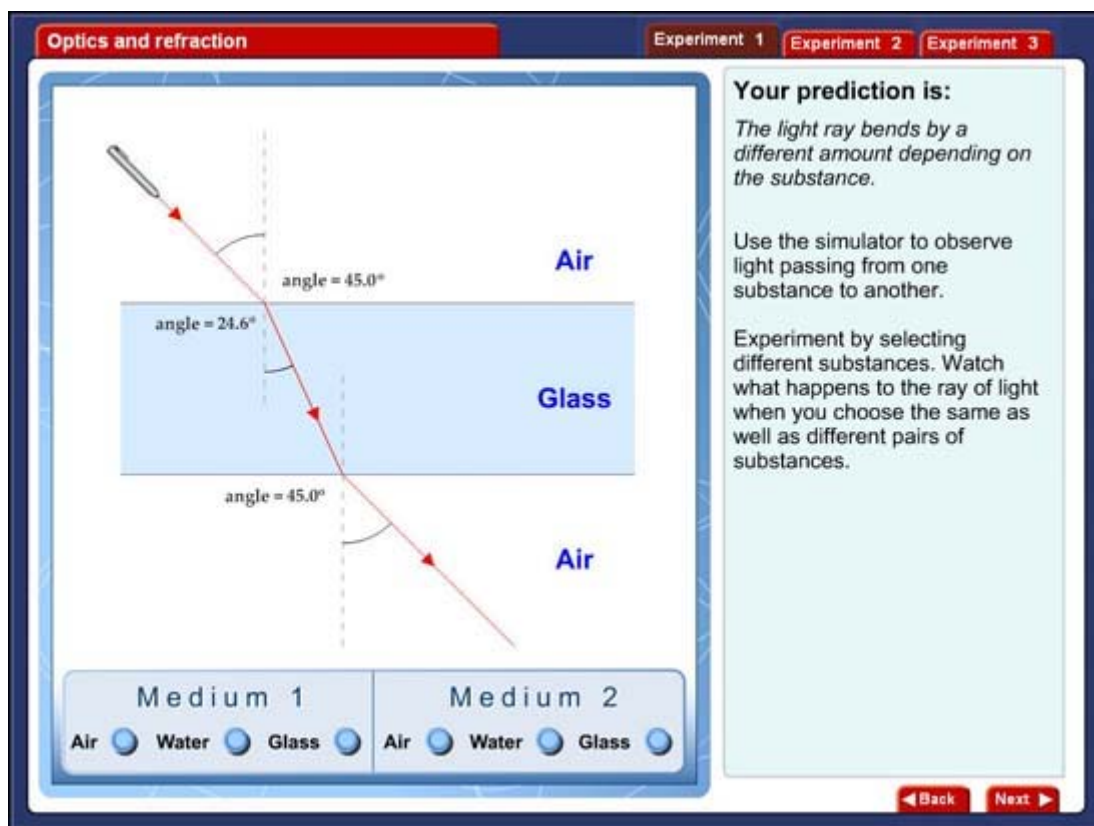 Optics and refraction
Experiment 1
Experiment 2
Experiment 3
Your prediction is:
The light ray bends by a
different amount depending on
the substance.
Use the simulator to observe
light passing from one
substance to another.
Experiment by selecting
different substances. Watch
what happens to the ray of light
when you choose the same as
well as different pairs of
substances.
Air
angle = 45.0°
angle = 24.6°
Glass
angle = 45.0°
Air
Medium 1
Air Water Glass
Medium 2
Air Water Glass
Back
Next